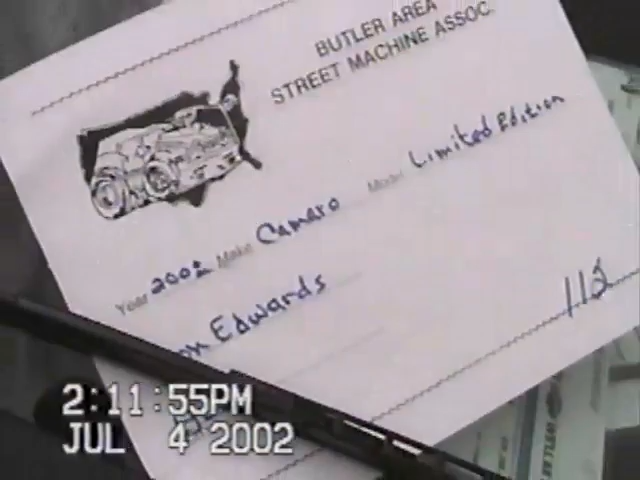 BUTLER AREA
STREET MACHINE ASSOC.
Year 2002 Make Camaro Model Limited Edition
on Edwards
112
2:11:55PM
JUL 4 2002